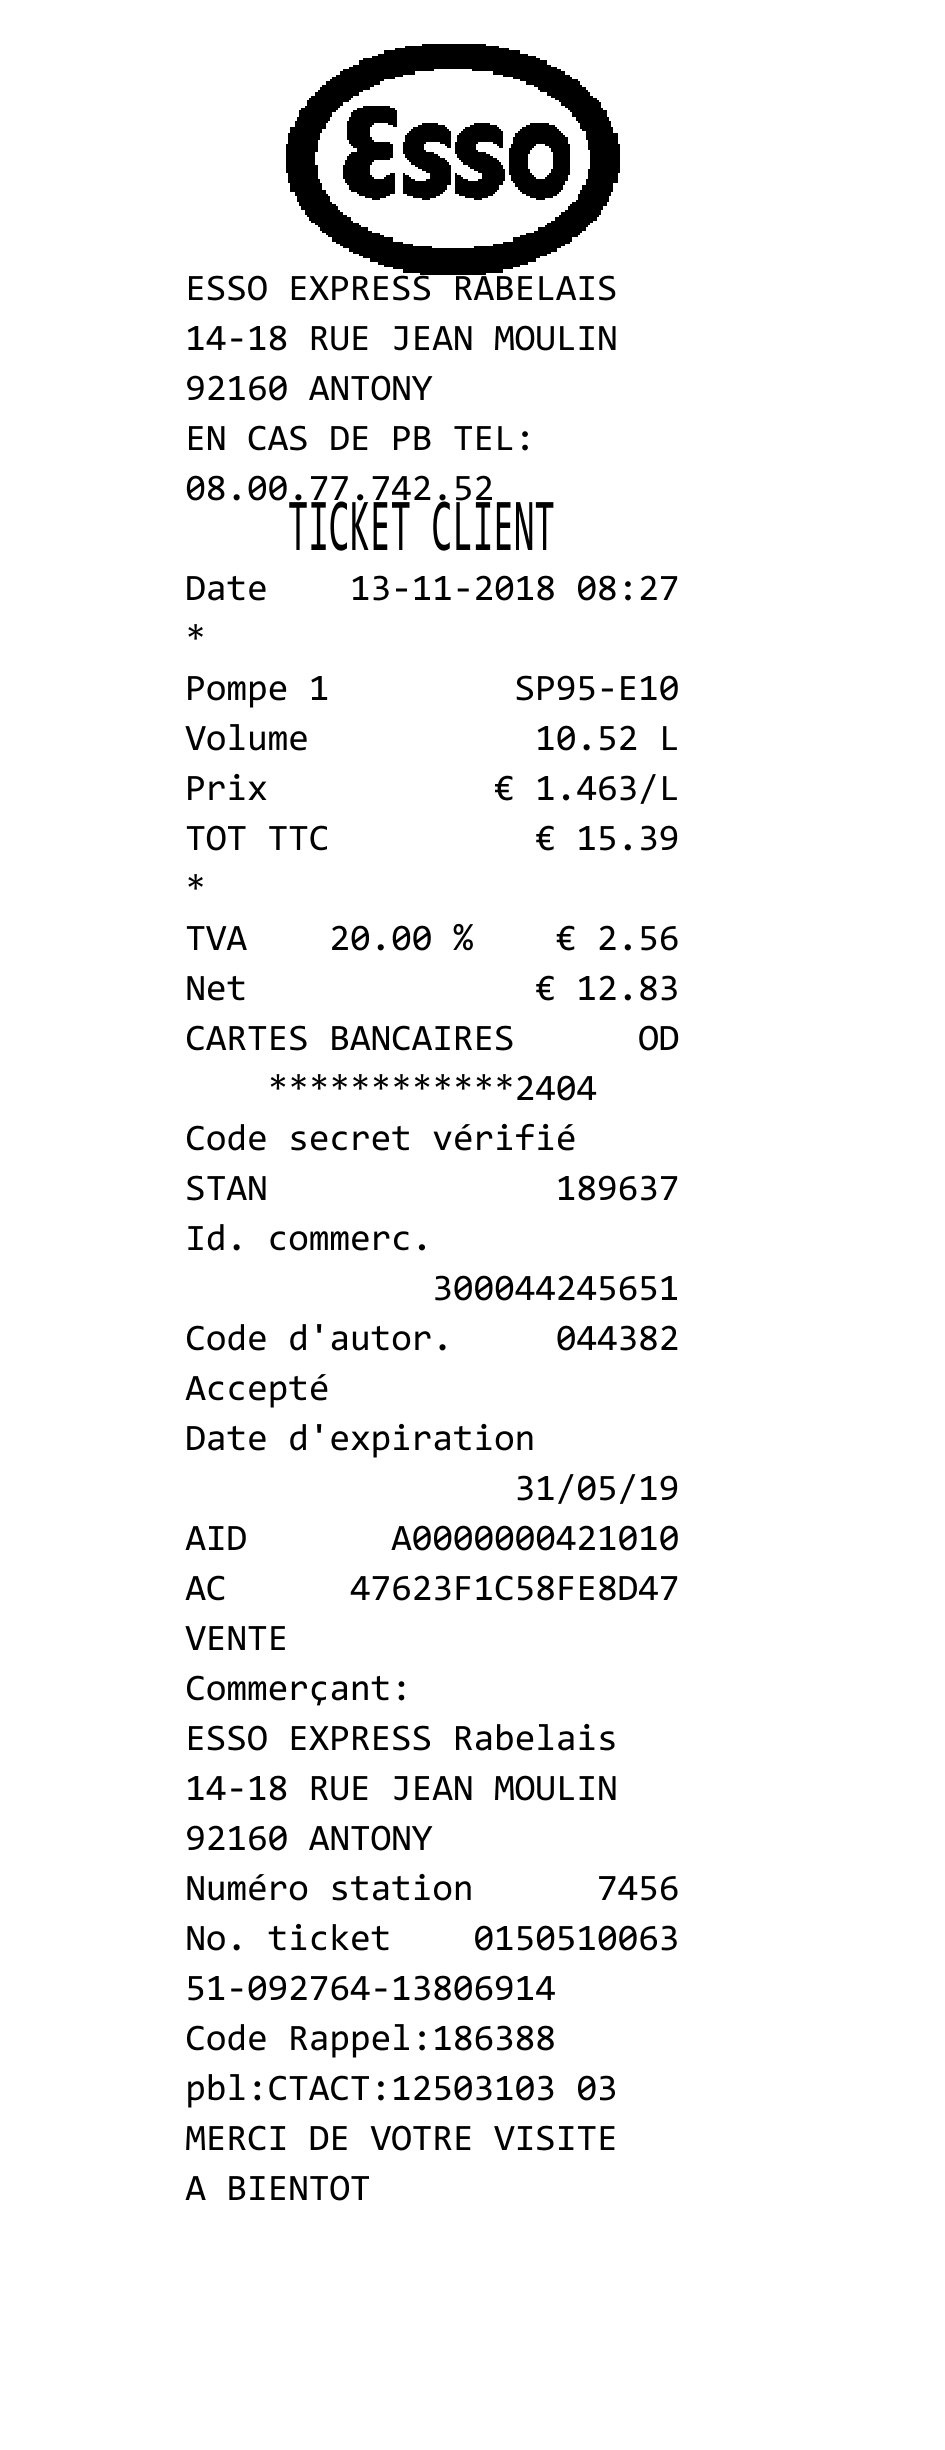 Esso
ESSO EXPRESS RABELAIS
14-18 RUE JEAN MOULIN
92160 ANTONY
EN CAS DE PB TEL:
08.00.77.742.52
TICKET CLIENT
Date 13-11-2018 08:27
*
Pompe 1 SP95-E10
Volume 10.52 L
Prix € 1.463/L
TOT TTC € 15.39
*
TVA 20.00 % € 2.56
Net € 12.83
CARTES BANCAIRES OD
************2404
Code secret vérifié
STAN 189637
Id. commerc.
300044245651
Code d'autor. 044382
Accepté
Date d'expiration
31/05/19
AID A0000000421010
AC 47623F1C58FE8D47
VENTE
Commerçant:
ESSO EXPRESS Rabelais
14-18 RUE JEAN MOULIN
92160 ANTONY
Numéro station 7456
No. ticket 0150510063
51-092764-13806914
Code Rappel:186388
pbl:CTACT:12503103 03
MERCI DE VOTRE VISITE
A BIENTOT